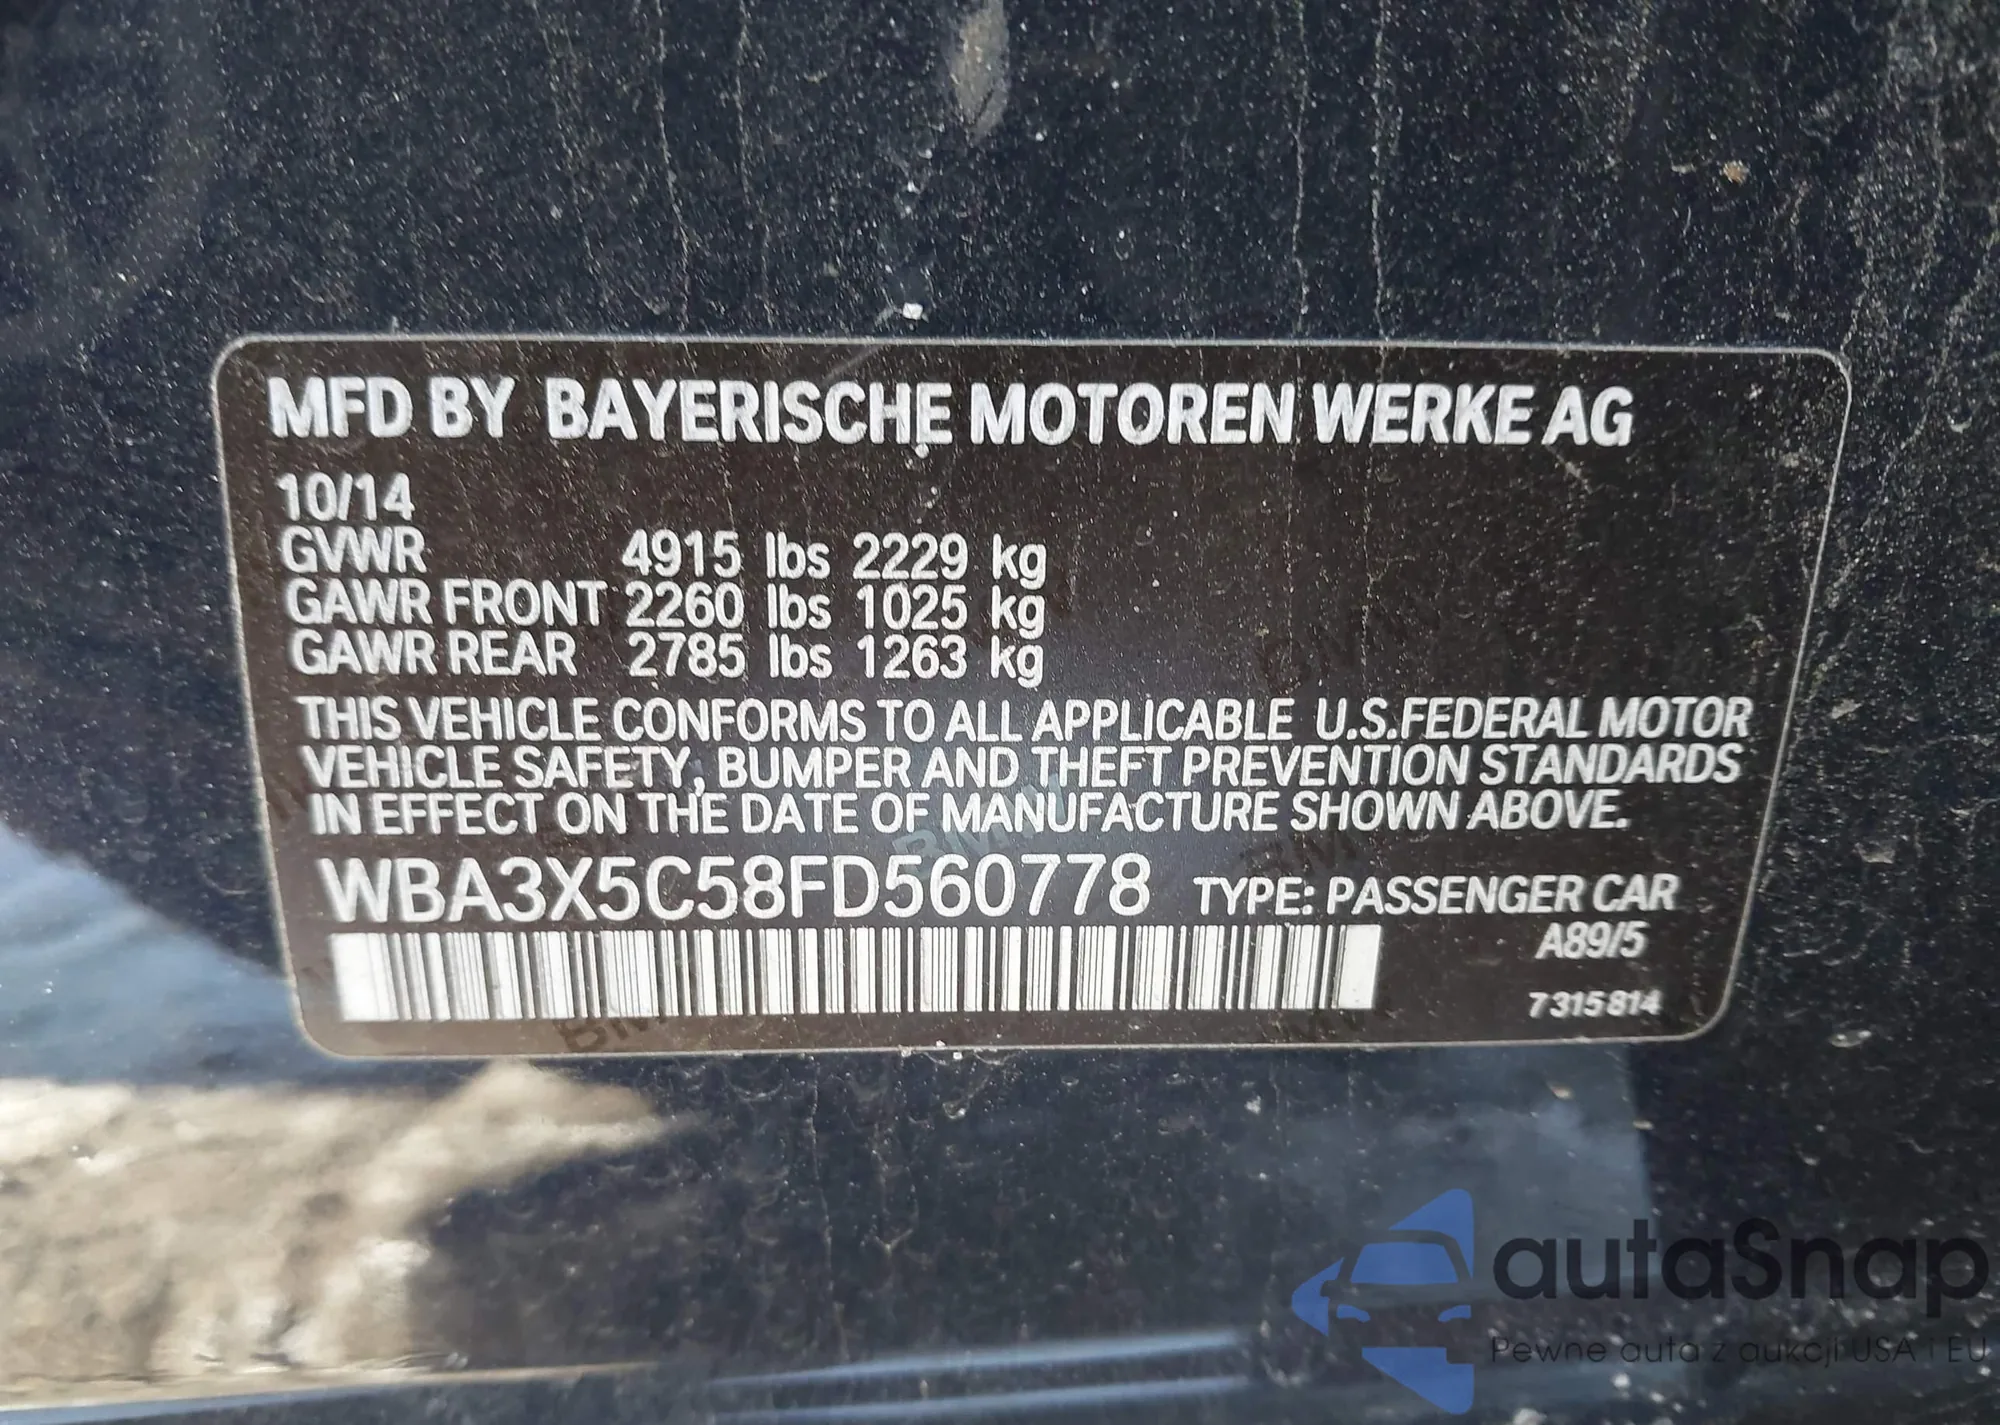 MFD BY BAYERISCHE MOTOREN WERKE AG
10/14
GVWR 4915 lbs 2229 kg
GAWR FRONT 2260 lbs 1025 kg
GAWR REAR 2785 lbs 1263 kg
THIS VEHICLE CONFORMS TO ALL APPLICABLE U.S.FEDERAL MOTOR
VEHICLE SAFETY, BUMPER AND THEFT PREVENTION STANDARDS
IN EFFECT ON THE DATE OF MANUFACTURE SHOWN ABOVE.
WBA3X5C58FD560778 TYPE: PASSENGER CAR
A89/5
7 315 814
autaSnap
Pewne auta z aukcji USA i EU